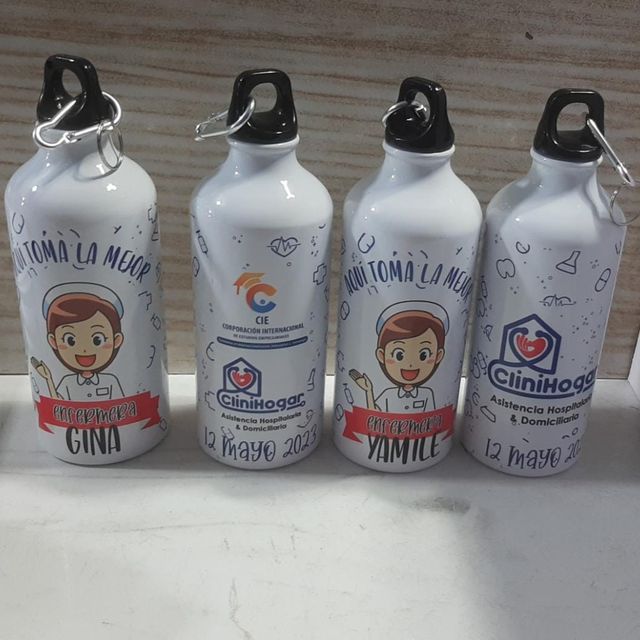 AQUI TOMA LA MEJOR
enfermera
GINA
C
CIE
CORPORACIÓN INTERNACIONAL
DE ESTUDIOS EMPRESARIALES
CliniHogar
Asistencia Hospitalaria
& Domiciliaria
12 MAYO 2023
AQUI TOMA LA MEJOR
enfermera
YAMILE
CliniHogar
Asistencia Hospitalaria
& Domiciliaria
12 MAYO 202